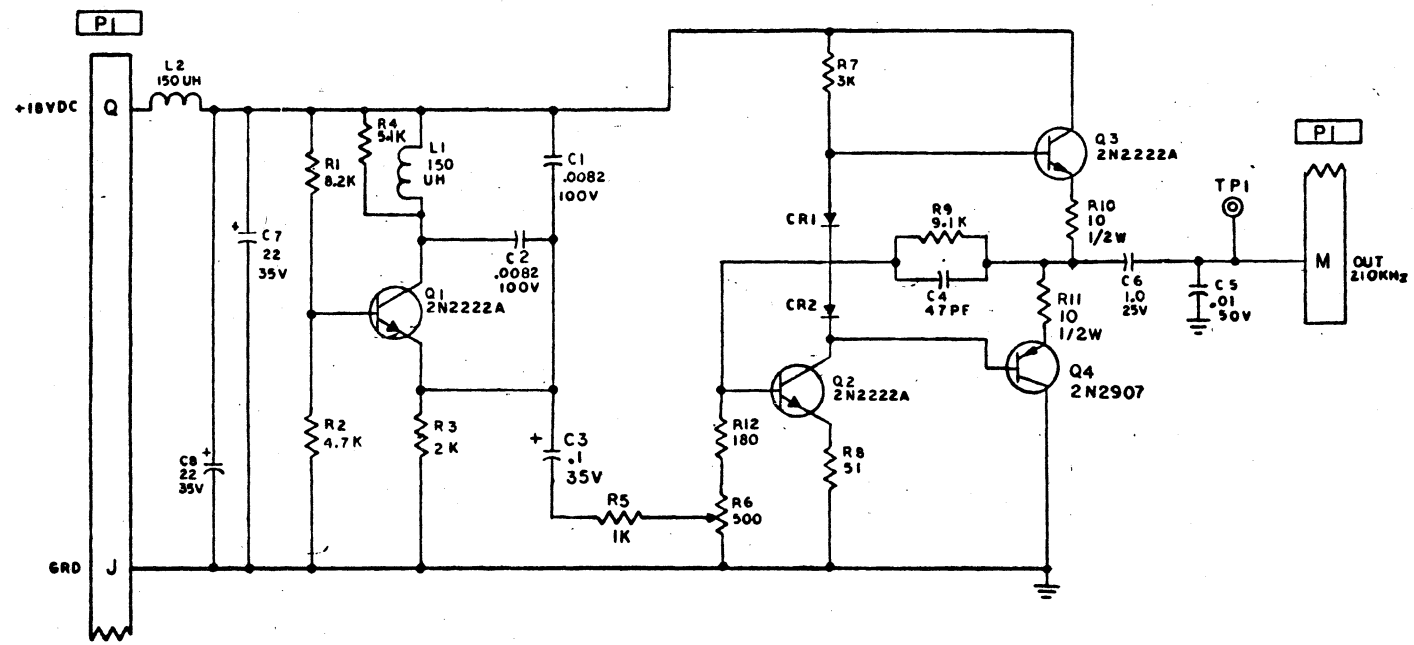 P1
L2
150UH
+18VDC
Q
R4
5.1K
L1
150
UH
R1
8.2K
C1
.0082
100V
R7
3K
Q3
2N2222A
P1
TP1
C7
22
35V
+
C2
.0082
100V
CR1
R9
9.1K
R10
10
1/2W
M
OUT
210KHz
Q1
2N2222A
C4
47PF
C6
1.0
25V
C5
.01
50V
CR2
R11
10
1/2W
Q4
2N2907
Q2
2N2222A
R2
4.7K
R3
2K
+
C3
.1
35V
R12
180
R8
51
C8
22
35V
+
R5
1K
R6
500
GRD
J